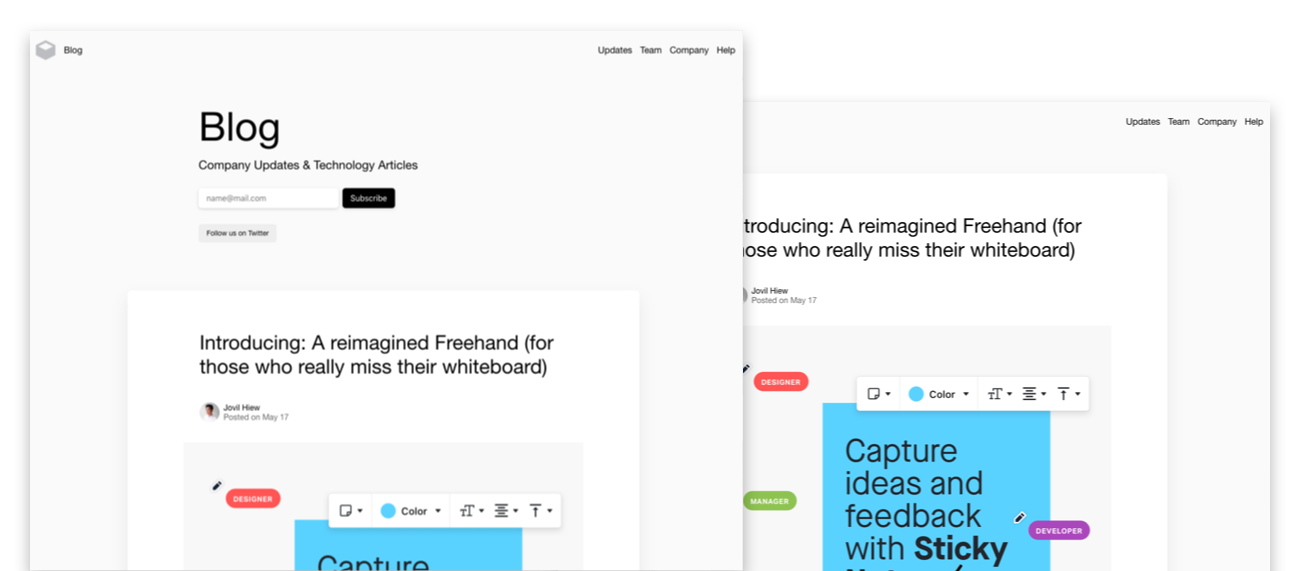 Blog
Updates Team Company Help
Blog
Company Updates & Technology Articles
name@mail.com
Subscribe
Follow us on Twitter
Introducing: A reimagined Freehand (for
those who really miss their whiteboard)
Jovil Hiew
Posted on May 17
DESIGNER
Color
Capture
Updates Team Company Help
troducing: A reimagined Freehand (for
ose who really miss their whiteboard)
Jovil Hiew
Posted on May 17
DESIGNER
Color
Capture
ideas and
feedback
with Sticky
MANAGER
DEVELOPER